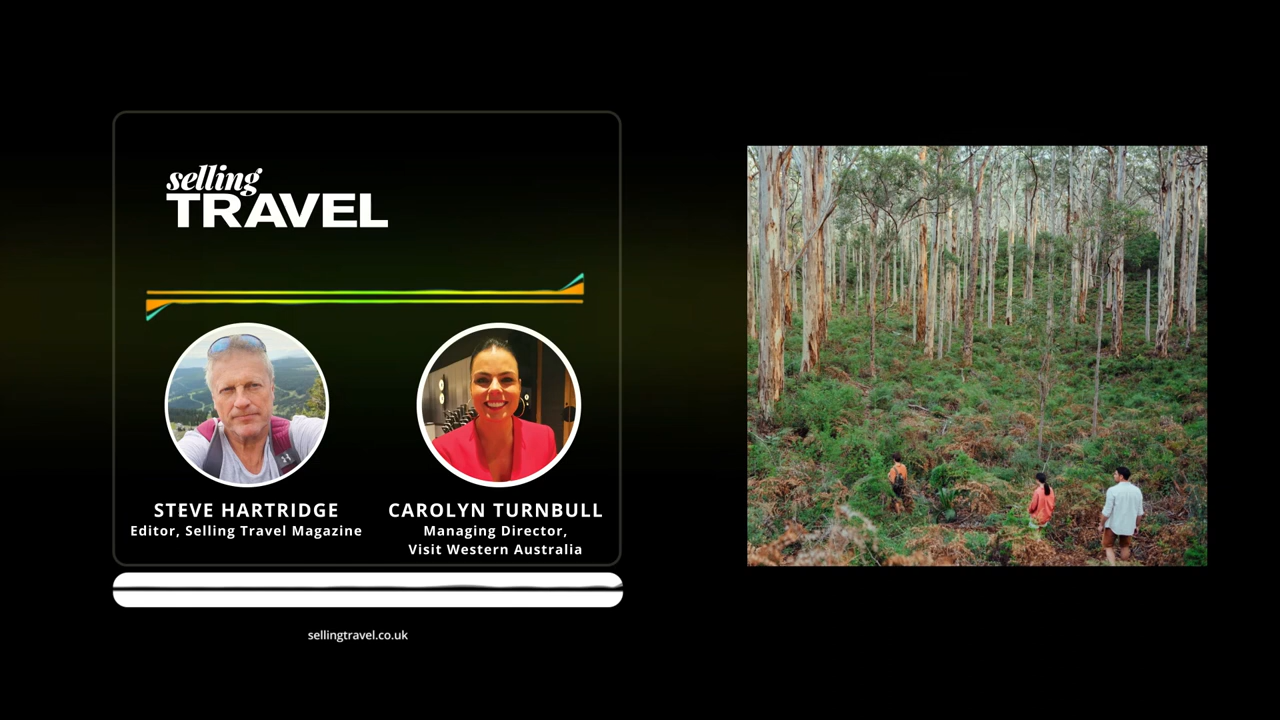 selling
TRAVEL
STEVE HARTRIDGE
Editor, Selling Travel Magazine
CAROLYN TURNBULL
Managing Director,
Visit Western Australia
sellingtravel.co.uk